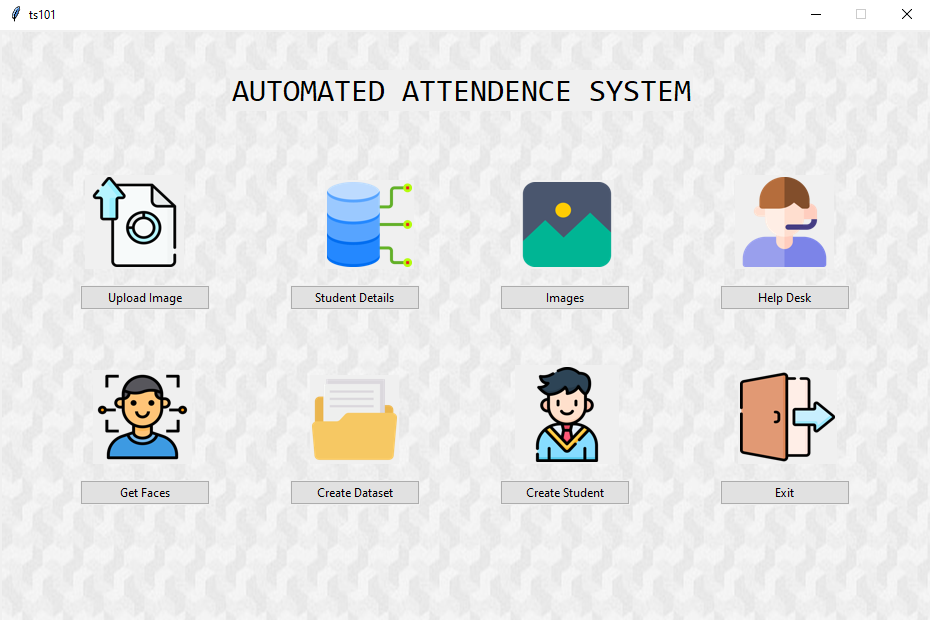 ts101
AUTOMATED ATTENDENCE SYSTEM
Upload Image
Student Details
Images
Help Desk
Get Faces
Create Dataset
Create Student
Exit